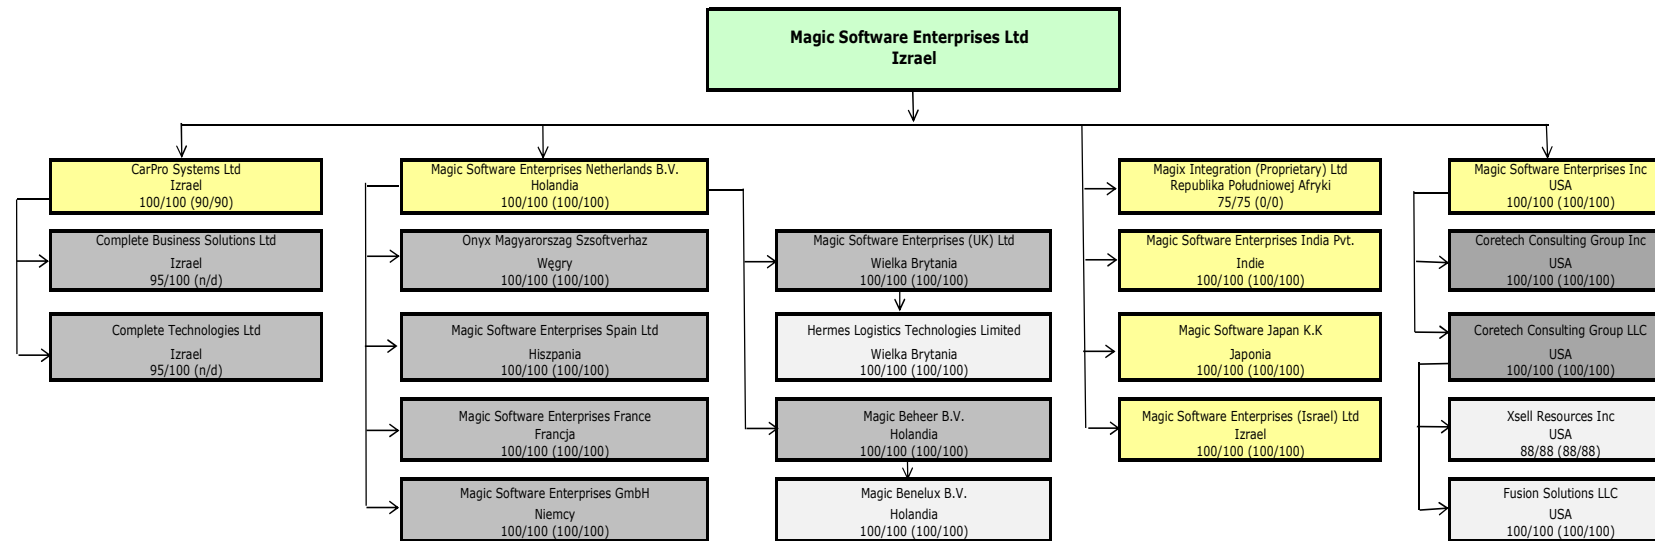 Magic Software Enterprises Ltd
Izrael
CarPro Systems Ltd
Izrael
100/100 (90/90)
Complete Business Solutions Ltd
Izrael
95/100 (n/d)
Complete Technologies Ltd
Izrael
95/100 (n/d)
Magic Software Enterprises Netherlands B.V.
Holandia
100/100 (100/100)
Onyx Magyarorszag Szsoftverhaz
Węgry
100/100 (100/100)
Magic Software Enterprises Spain Ltd
Hiszpania
100/100 (100/100)
Magic Software Enterprises France
Francja
100/100 (100/100)
Magic Software Enterprises GmbH
Niemcy
100/100 (100/100)
Magic Software Enterprises (UK) Ltd
Wielka Brytania
100/100 (100/100)
Hermes Logistics Technologies Limited
Wielka Brytania
100/100 (100/100)
Magic Beheer B.V.
Holandia
100/100 (100/100)
Magic Benelux B.V.
Holandia
100/100 (100/100)
Magix Integration (Proprietary) Ltd
Republika Południowej Afryki
75/75 (0/0)
Magic Software Enterprises India Pvt.
Indie
100/100 (100/100)
Magic Software Japan K.K
Japonia
100/100 (100/100)
Magic Software Enterprises (Israel) Ltd
Izrael
100/100 (100/100)
Magic Software Enterprises Inc
USA
100/100 (100/100)
Coretech Consulting Group Inc
USA
100/100 (100/100)
Coretech Consulting Group LLC
USA
100/100 (100/100)
Xsell Resources Inc
USA
88/88 (88/88)
Fusion Solutions LLC
USA
100/100 (100/100)